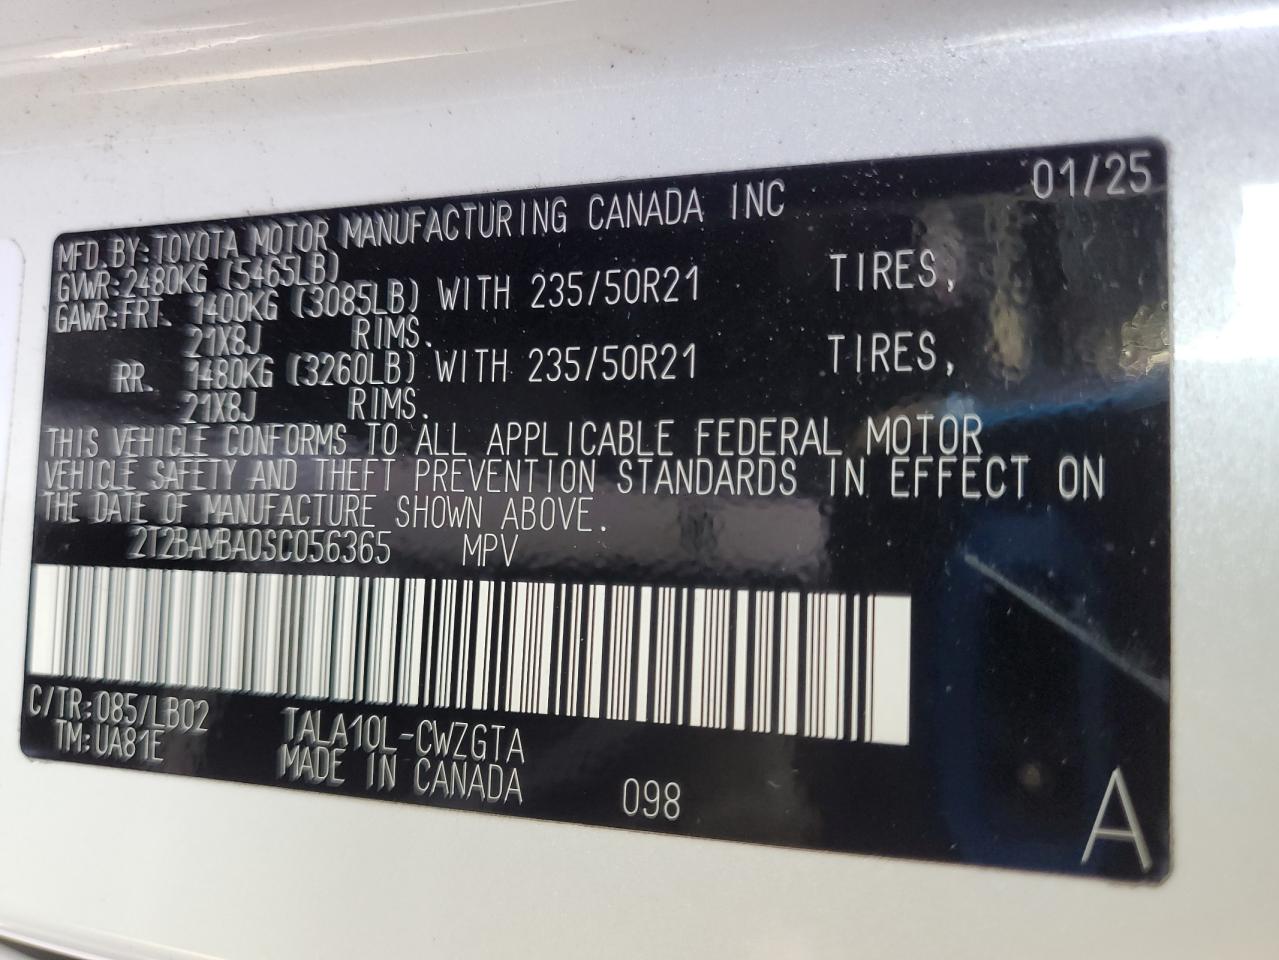 01/25
MFD.BY:TOYOTA MOTOR MANUFACTURING CANADA INC
GVWR:2480KG (5465LB)
GAWR:FRT. 1400KG (3085LB) WITH 235/50R21 TIRES,
21X8J RIMS.
RR. 1480KG (3260LB) WITH 235/50R21 TIRES,
21X8J RIMS.
THIS VEHICLE CONFORMS TO ALL APPLICABLE FEDERAL MOTOR
VEHICLE SAFETY AND THEFT PREVENTION STANDARDS IN EFFECT ON
THE DATE OF MANUFACTURE SHOWN ABOVE.
2T2BAMBA0SC056365 MPV
C/TR:085/LB02 TALA10L-CWZGTA
TM:UA81E MADE IN CANADA 098
A